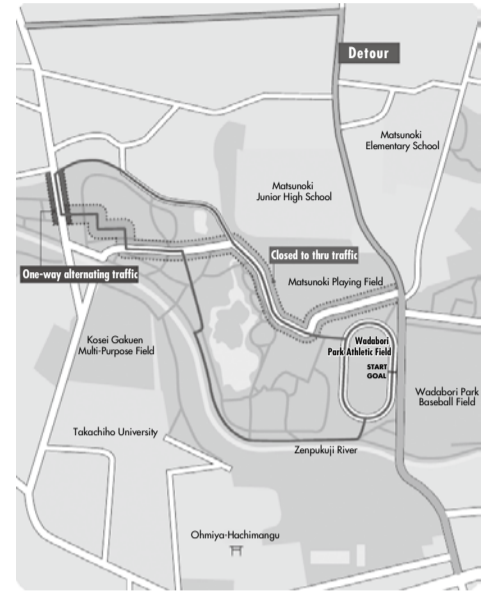 Detour
Matsunoki
Elementary School
Matsunoki
Junior High School
Closed to thru traffic
One-way alternating traffic
Matsunoki Playing Field
Kosei Gakuen
Multi-Purpose Field
Wadabori
Park Athletic Field
START
GOAL
Wadabori Park
Baseball Field
Takachiho University
Zenpukuji River
Ohmiya-Hachimangu